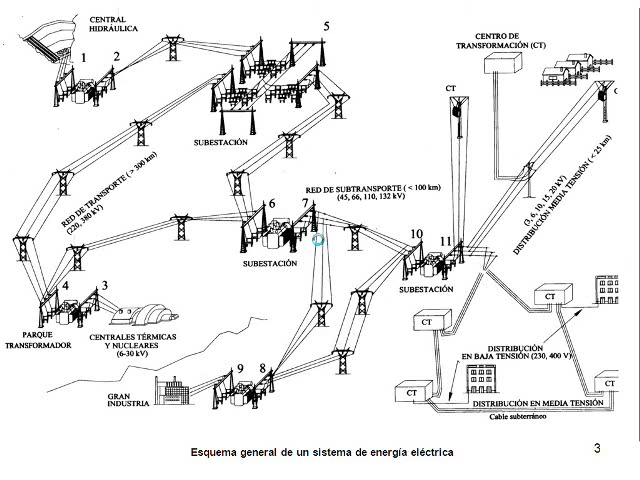 CENTRAL
HIDRÁULICA
1
2
5
CENTRO DE
TRANSFORMACIÓN (CT)
CT
SUBESTACIÓN
RED DE TRANSPORTE ( > 300 km)
(220, 380 kV)
RED DE SUBTRANSPORTE ( < 100 km)
(45, 66, 110, 132 kV)
(3, 6, 10, 15, 20 kV)
DISTRIBUCIÓN MEDIA TENSIÓN ( < 25 km)
6
7
SUBESTACIÓN
10
11
SUBESTACIÓN
4
3
PARQUE
TRANSFORMADOR
CENTRALES TÉRMICAS
Y NUCLEARES
(6-30 kV)
CT
CT
DISTRIBUCIÓN
EN BAJA TENSIÓN (230, 400 V)
9
8
GRAN
INDUSTRIA
CT
CT
DISTRIBUCIÓN EN MEDIA TENSIÓN
Cable subterráneo
Esquema general de un sistema de energía eléctrica
3